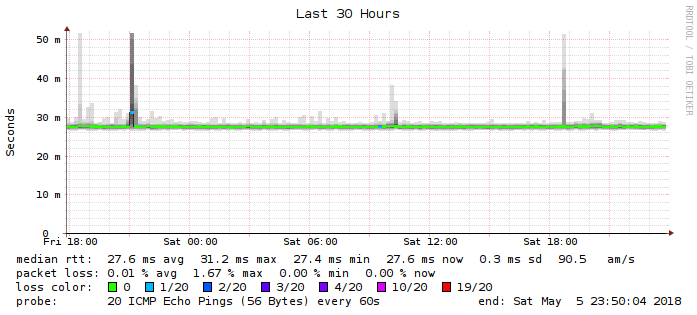 Last 30 Hours
RRDTOOL / TOBI OETIKER
Seconds
50 m
40 m
30 m
20 m
10 m
0
Fri 18:00 Sat 00:00 Sat 06:00 Sat 12:00 Sat 18:00
median rtt: 27.6 ms avg 31.2 ms max 27.4 ms min 27.6 ms now 0.3 ms sd 90.5 am/s
packet loss: 0.01 % avg 1.67 % max 0.00 % min 0.00 % now
loss color: 0 1/20 2/20 3/20 4/20 10/20 19/20
probe: 20 ICMP Echo Pings (56 Bytes) every 60s end: Sat May 5 23:50:04 2018